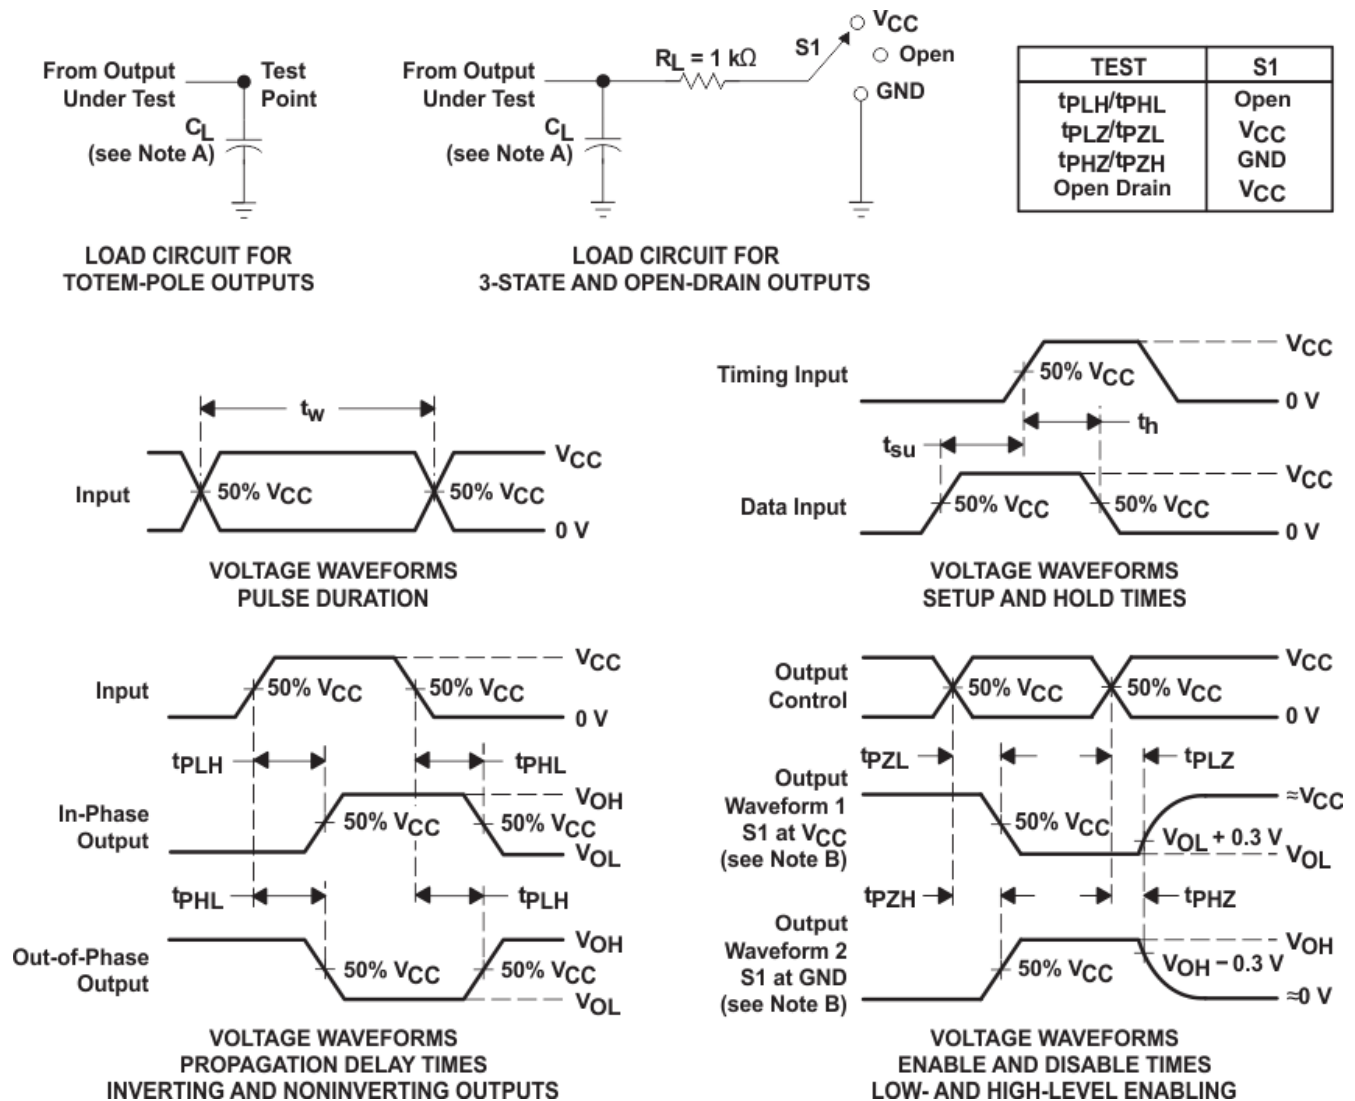 From Output
Under Test
Test
Point
CL
(see Note A)
LOAD CIRCUIT FOR
TOTEM-POLE OUTPUTS
From Output
Under Test
RL = 1 kΩ
S1
VCC
Open
GND
CL
(see Note A)
LOAD CIRCUIT FOR
3-STATE AND OPEN-DRAIN OUTPUTS
TEST S1
tPLH/tPHL Open
tPLZ/tPZL VCC
tPHZ/tPZH GND
Open Drain VCC
tw
Input
50% VCC
50% VCC
VCC
0 V
VOLTAGE WAVEFORMS
PULSE DURATION
Timing Input
50% VCC
VCC
0 V
th
tsu
Data Input
50% VCC
50% VCC
VCC
0 V
VOLTAGE WAVEFORMS
SETUP AND HOLD TIMES
Input
50% VCC
50% VCC
VCC
0 V
tPLH
tPHL
In-Phase
Output
50% VCC
50% VCC
VOH
VOL
tPHL
tPLH
Out-of-Phase
Output
50% VCC
50% VCC
VOH
VOL
VOLTAGE WAVEFORMS
PROPAGATION DELAY TIMES
INVERTING AND NONINVERTING OUTPUTS
Output
Control
50% VCC
50% VCC
VCC
0 V
tPZL
tPLZ
Output
Waveform 1
S1 at VCC
(see Note B)
50% VCC
VOL + 0.3 V
≈VCC
VOL
tPZH
tPHZ
Output
Waveform 2
S1 at GND
(see Note B)
50% VCC
VOH − 0.3 V
VOH
≈0 V
VOLTAGE WAVEFORMS
ENABLE AND DISABLE TIMES
LOW- AND HIGH-LEVEL ENABLING